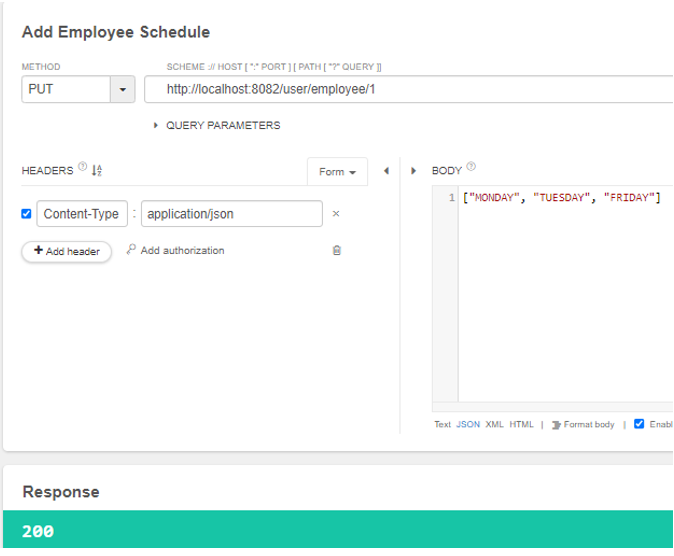 Add Employee Schedule
METHOD
SCHEME :// HOST [ ":" PORT ] [ PATH [ "?" QUERY ]]
PUT
http://localhost:8082/user/employee/1
QUERY PARAMETERS
HEADERS ? Form
BODY ?
Content-Type : application/json ×
+ Add header Add authorization
1 ["MONDAY", "TUESDAY", "FRIDAY"]
Text JSON XML HTML | Format body | Enabl
Response
200